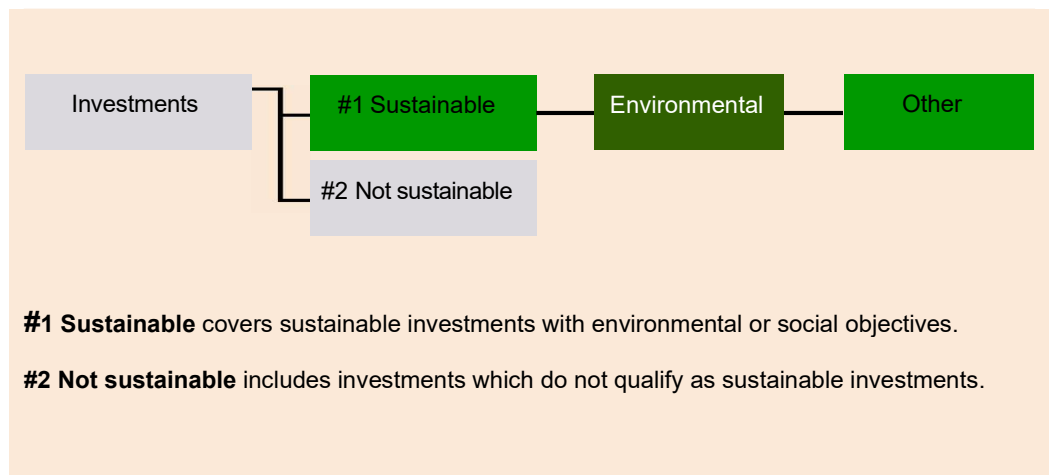 Investments
#1 Sustainable
Environmental
Other
#2 Not sustainable
#1 Sustainable covers sustainable investments with environmental or social objectives.
#2 Not sustainable includes investments which do not qualify as sustainable investments.